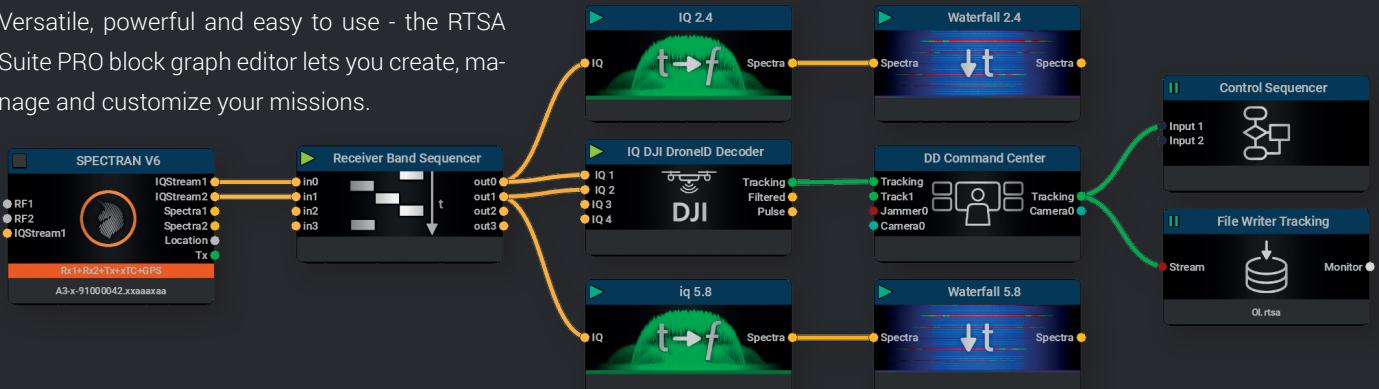 Versatile, powerful and easy to use - the RTSA
Suite PRO block graph editor lets you create, ma-
nage and customize your missions.
SPECTRAN V6
RF1
RF2
IQStream1
IQStream1
IQStream2
Spectra1
Spectra2
Location
Tx
Rx1+Rx2+Tx+xTC+GPS
A3-x-91000042.xxaaaxaa
Receiver Band Sequencer
in0
in1
in2
in3
t
out0
out1
out2
out3
IQ 2.4
IQ
t→f
Spectra
Waterfall 2.4
Spectra
↓t
Spectra
IQ DJI DroneID Decoder
IQ 1
IQ 2
IQ 3
IQ 4
DJI
Tracking
Filtered
Pulse
DD Command Center
Tracking
Track1
Jammer0
Camera0
Tracking
Camera0
iq 5.8
IQ
t→f
Spectra
Waterfall 5.8
Spectra
↓t
Spectra
Control Sequencer
Input 1
Input 2
File Writer Tracking
Stream
Monitor
OI.rtsa